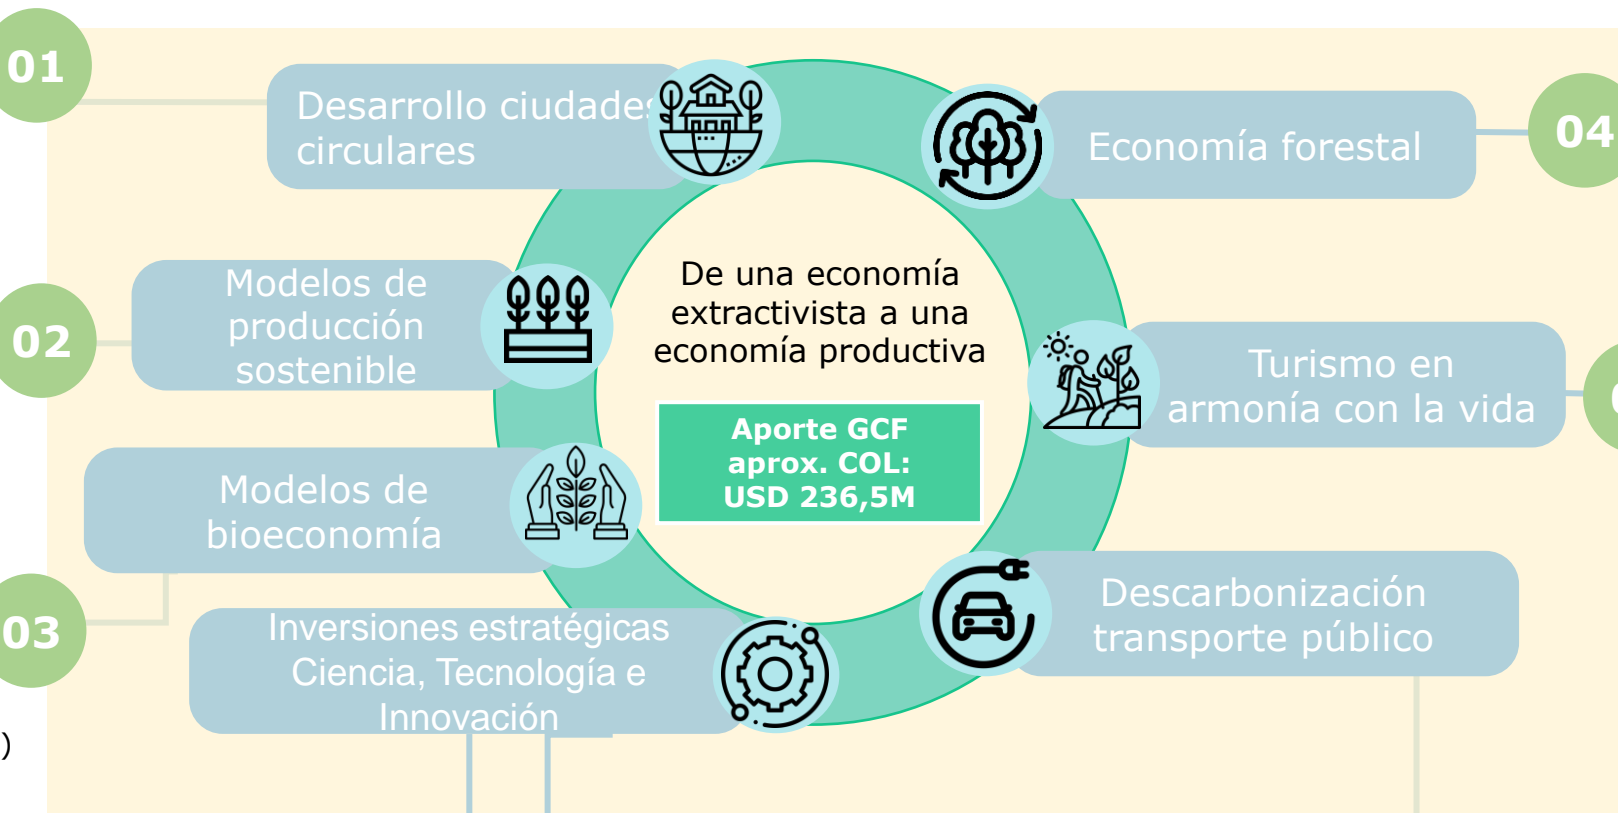 01
Desarrollo ciudades
circulares
02
Modelos de
producción
sostenible
Modelos de
bioeconomía
03
Inversiones estratégicas
Ciencia, Tecnología e
Innovación
)
De una economía
extractivista a una
economía productiva
Aporte GCF
aprox. COL:
USD 236,5M
Economía forestal
04
Turismo en
armonía con la vida
Descarbonización
transporte público